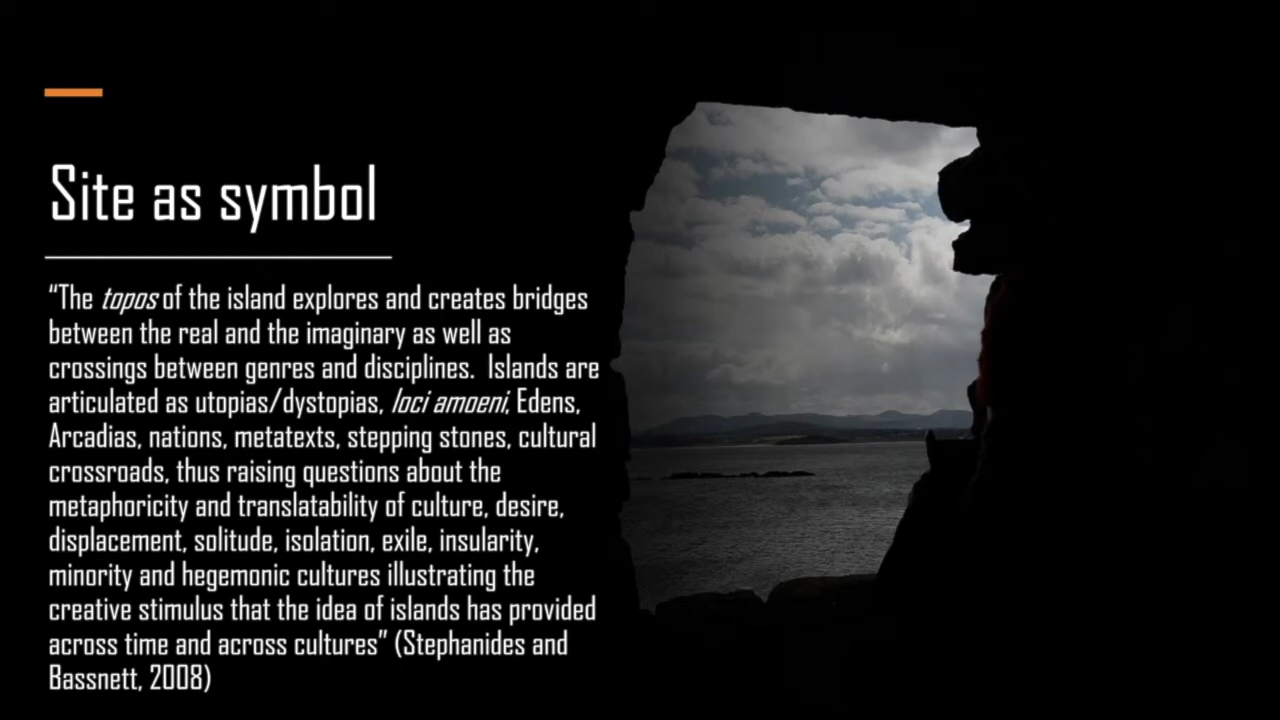 Site as symbol
“The topos of the island explores and creates bridges
between the real and the imaginary as well as
crossings between genres and disciplines.  Islands are
articulated as utopias/dystopias, loci amoeni, Edens,
Arcadias, nations, metatexts, stepping stones, cultural
crossroads, thus raising questions about the
metaphoricity and translatability of culture, desire,
displacement, solitude, isolation, exile, insularity,
minority and hegemonic cultures illustrating the
creative stimulus that the idea of islands has provided
across time and across cultures” (Stephanides and
Bassnett, 2008)